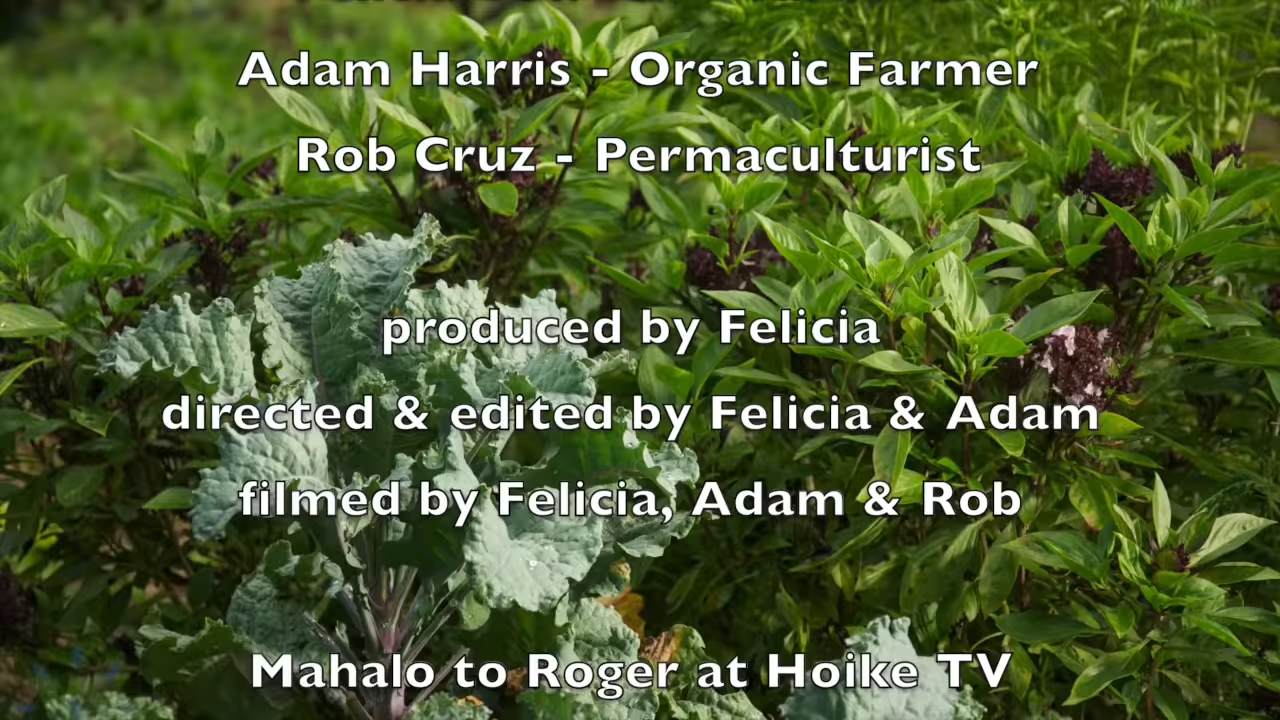 Adam Harris - Organic Farmer
Rob Cruz - Permaculturist
produced by Felicia
directed & edited by Felicia & Adam
filmed by Felicia, Adam & Rob
Mahalo to Roger at Hoike TV